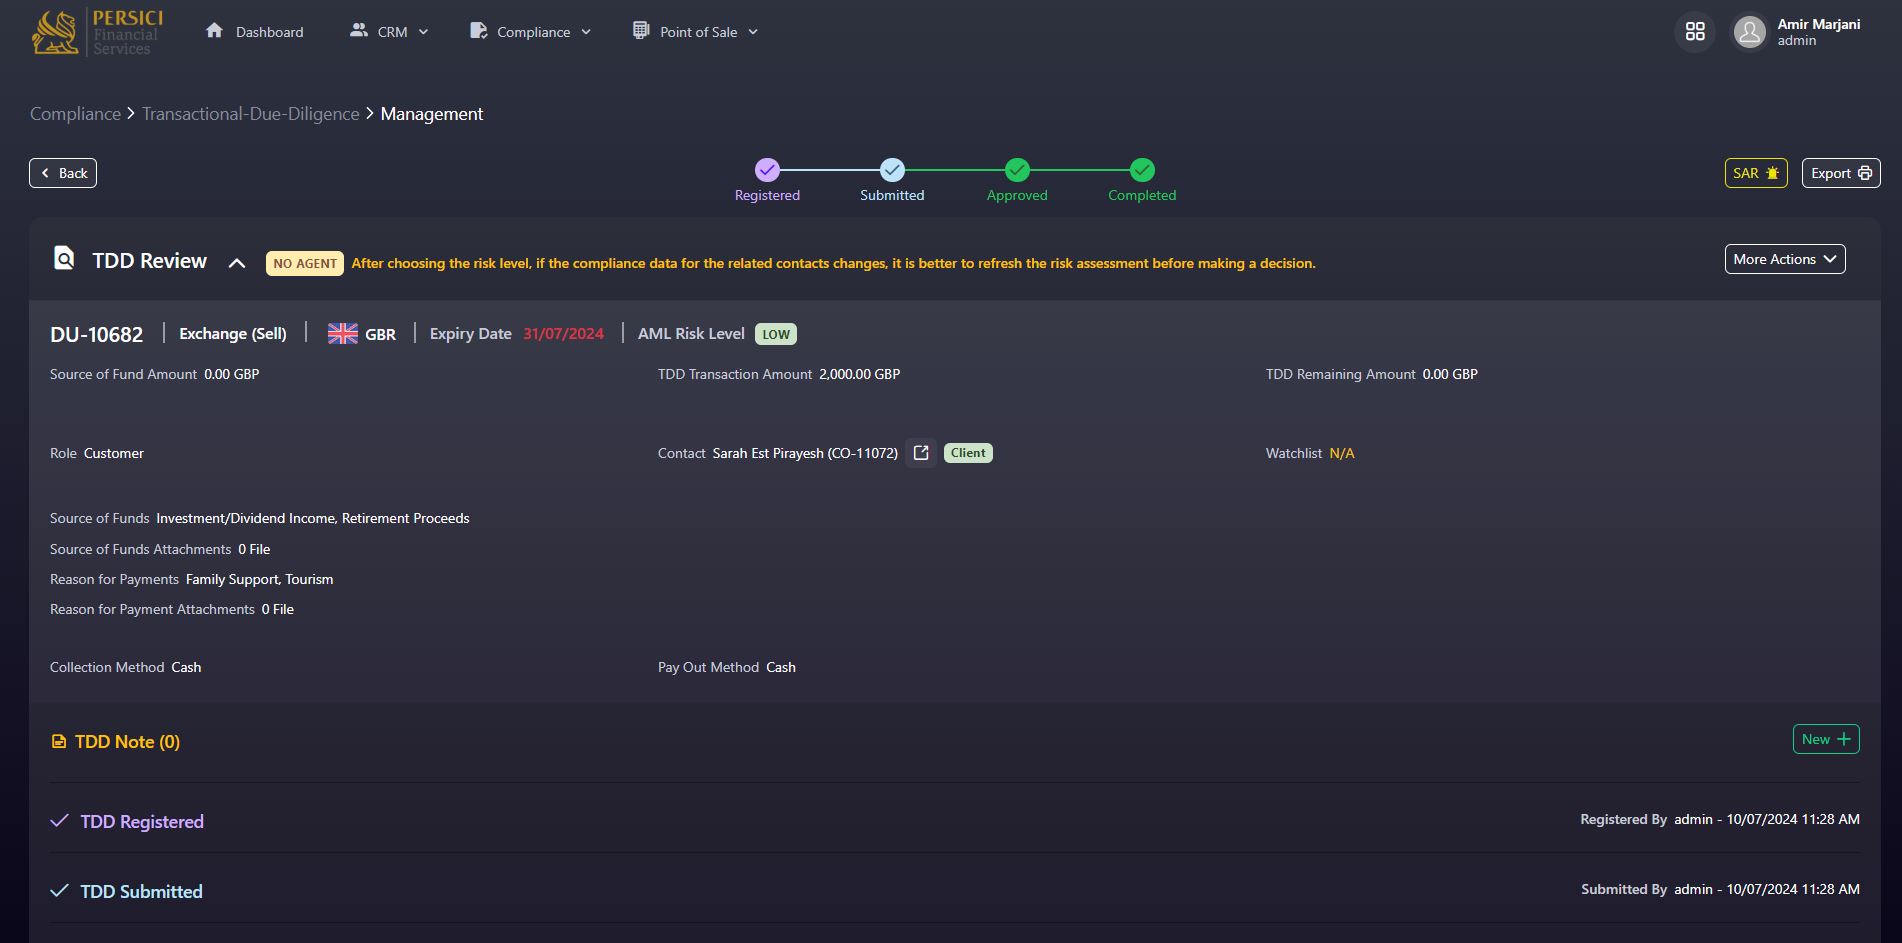 PERSICI
Financial
Services
Dashboard
CRM
Compliance
Point of Sale
Amir Marjani
admin
Compliance > Transactional-Due-Diligence > Management
Back
Registered
Submitted
Approved
Completed
SAR
Export
TDD Review
NO AGENT
After choosing the risk level, if the compliance data for the related contacts changes, it is better to refresh the risk assessment before making a decision.
More Actions
DU-10682 | Exchange (Sell) | GBR | Expiry Date 31/07/2024 | AML Risk Level LOW
Source of Fund Amount 0.00 GBP
TDD Transaction Amount 2,000.00 GBP
TDD Remaining Amount 0.00 GBP
Role Customer
Contact Sarah Est Pirayesh (CO-11072) Client
Watchlist N/A
Source of Funds Investment/Dividend Income, Retirement Proceeds
Source of Funds Attachments 0 File
Reason for Payments Family Support, Tourism
Reason for Payment Attachments 0 File
Collection Method Cash
Pay Out Method Cash
TDD Note (0)
New +
TDD Registered
Registered By admin - 10/07/2024 11:28 AM
TDD Submitted
Submitted By admin - 10/07/2024 11:28 AM